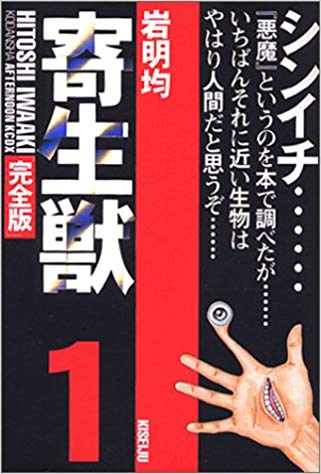 シンイチ……
『悪魔』というのを本で調べたが……
いちばんそれに近い生物は
やはり人間だと思うぞ……
岩明均
寄生獣
HITOSHI IWAAKI
KODANSHA AFTERNOON KCDX
[完全版]
1
KISEIJU